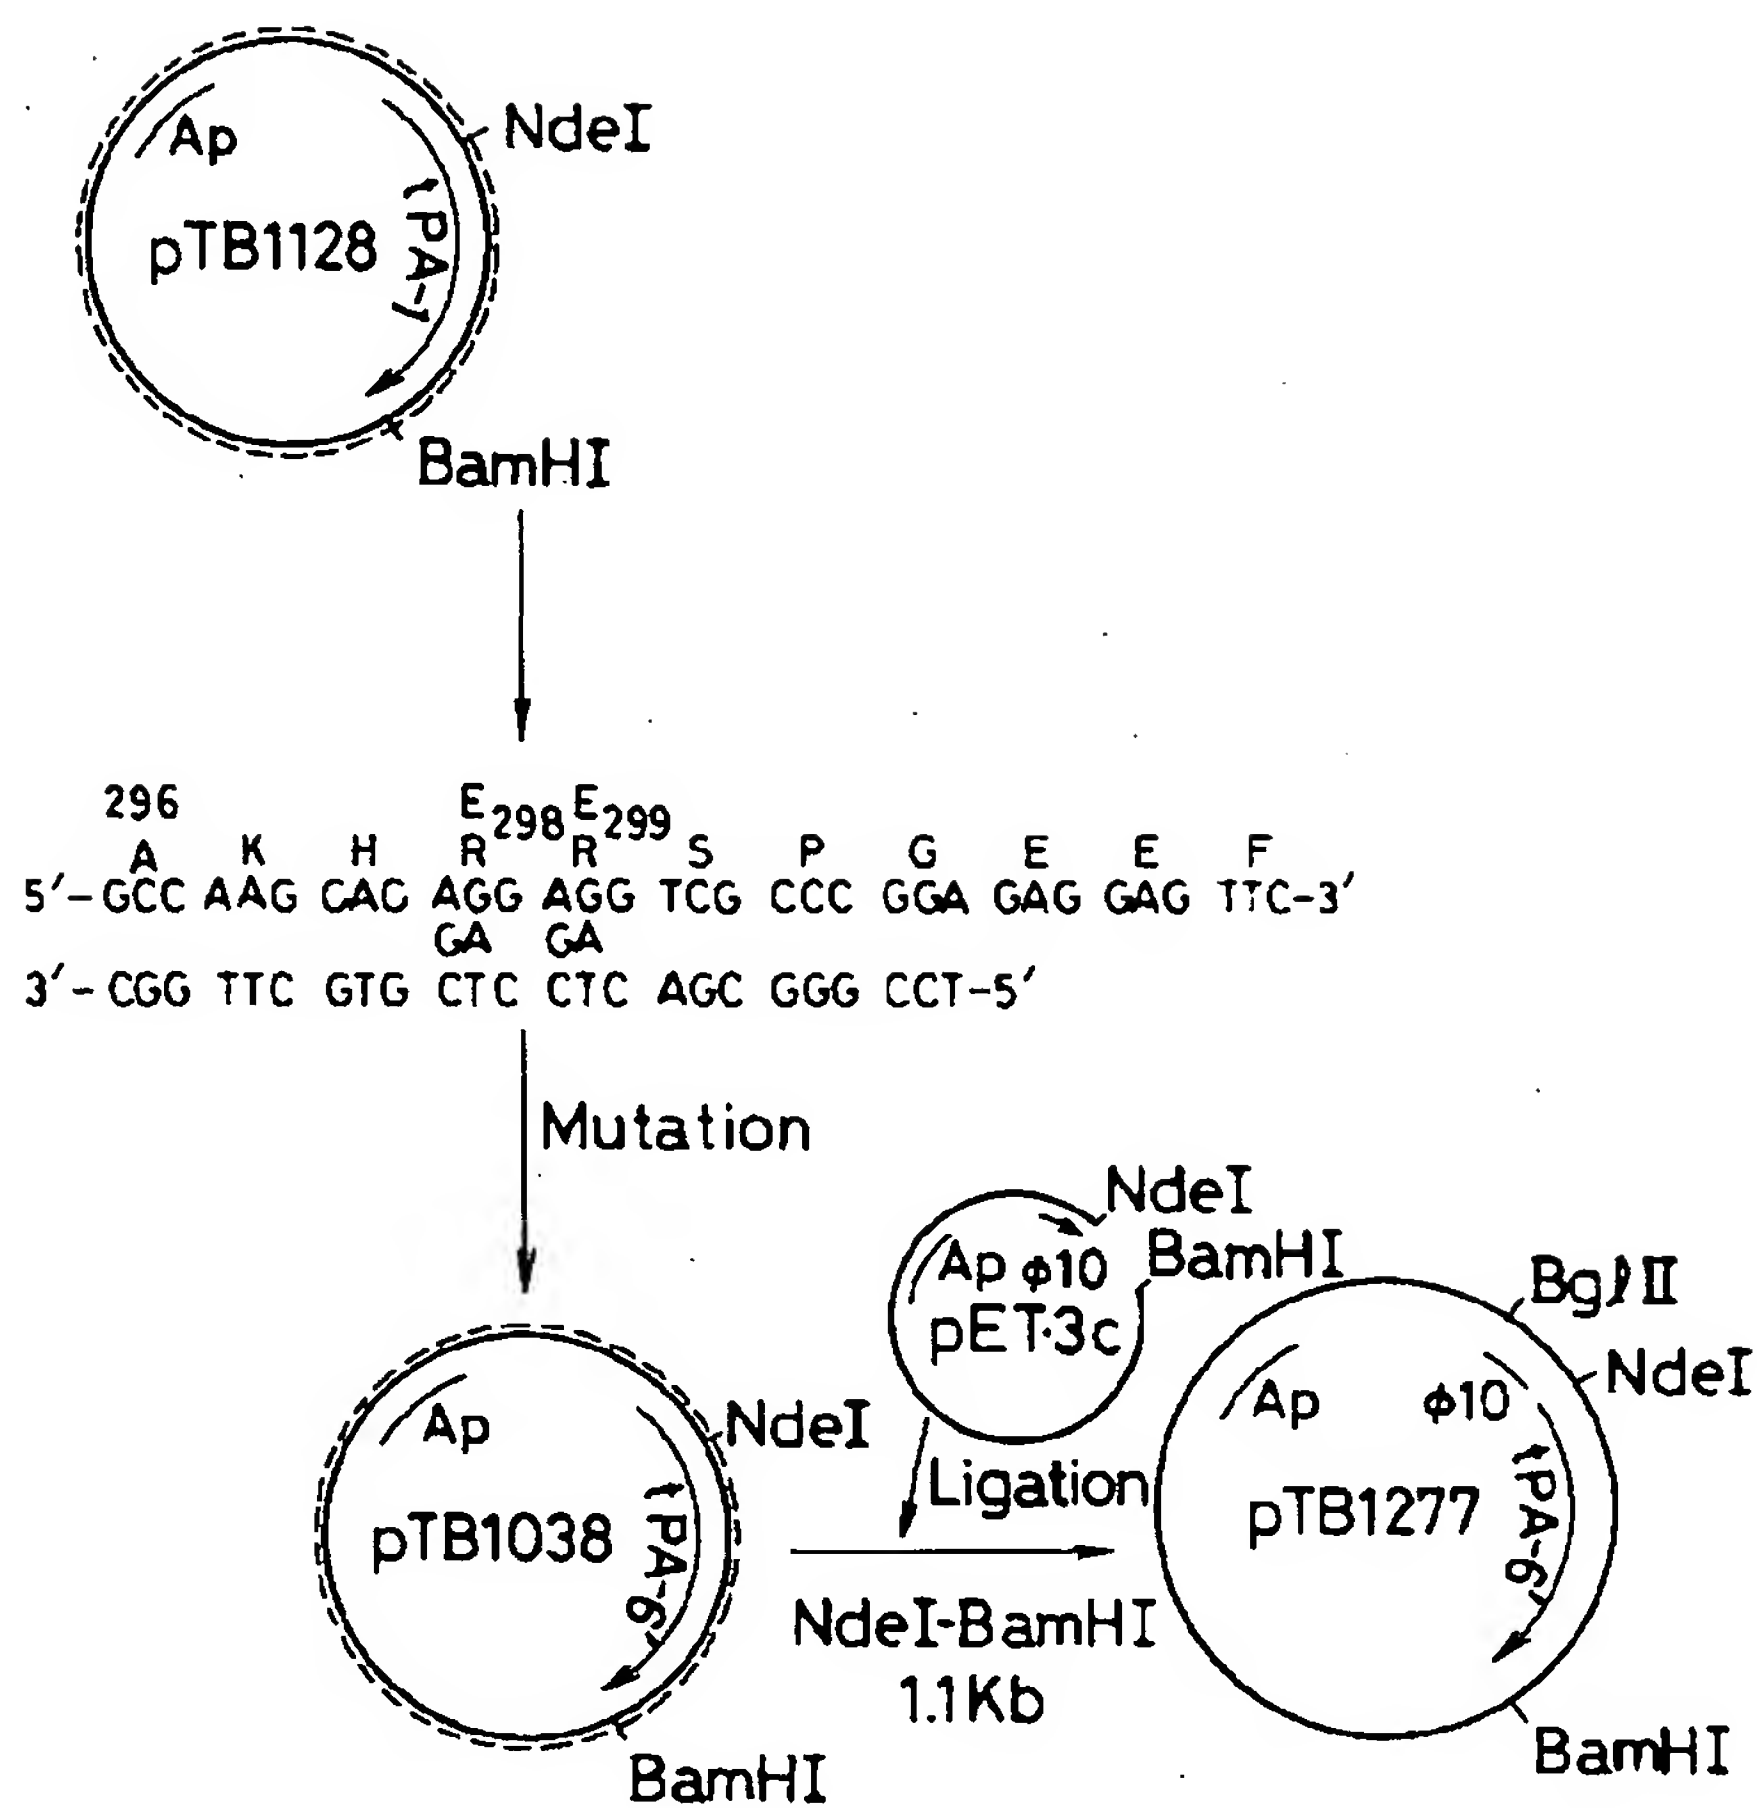 NdeI
Ap
pTB1128
tPA-1
BamHI
296 E298 E299
A K H R R S P G E E F
5′-GCC AAG CAC AGG AGG TCG CCC GGA GAG GAG TTC-3′
GA GA
3′-CGG TTC GTG CTC CTC AGC GGG CCT-5′
Mutation
NdeI
BamHI
Ap φ10
pET·3c
BglII
NdeI
Ap φ10
tPA-6
pTB1277
BamHI
Ligation
NdeI
Ap
tPA-6
pTB1038
BamHI
NdeI-BamHI
1.1Kb